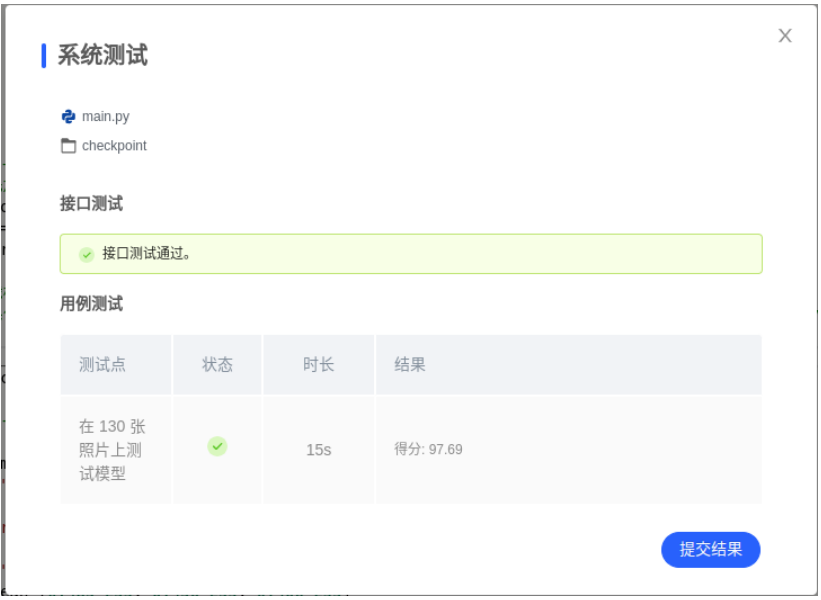 系统测试
main.py
checkpoint
接口测试
接口测试通过。
用例测试
测试点 状态 时长 结果
在 130 张
照片上测
试模型
15s
得分: 97.69
提交结果